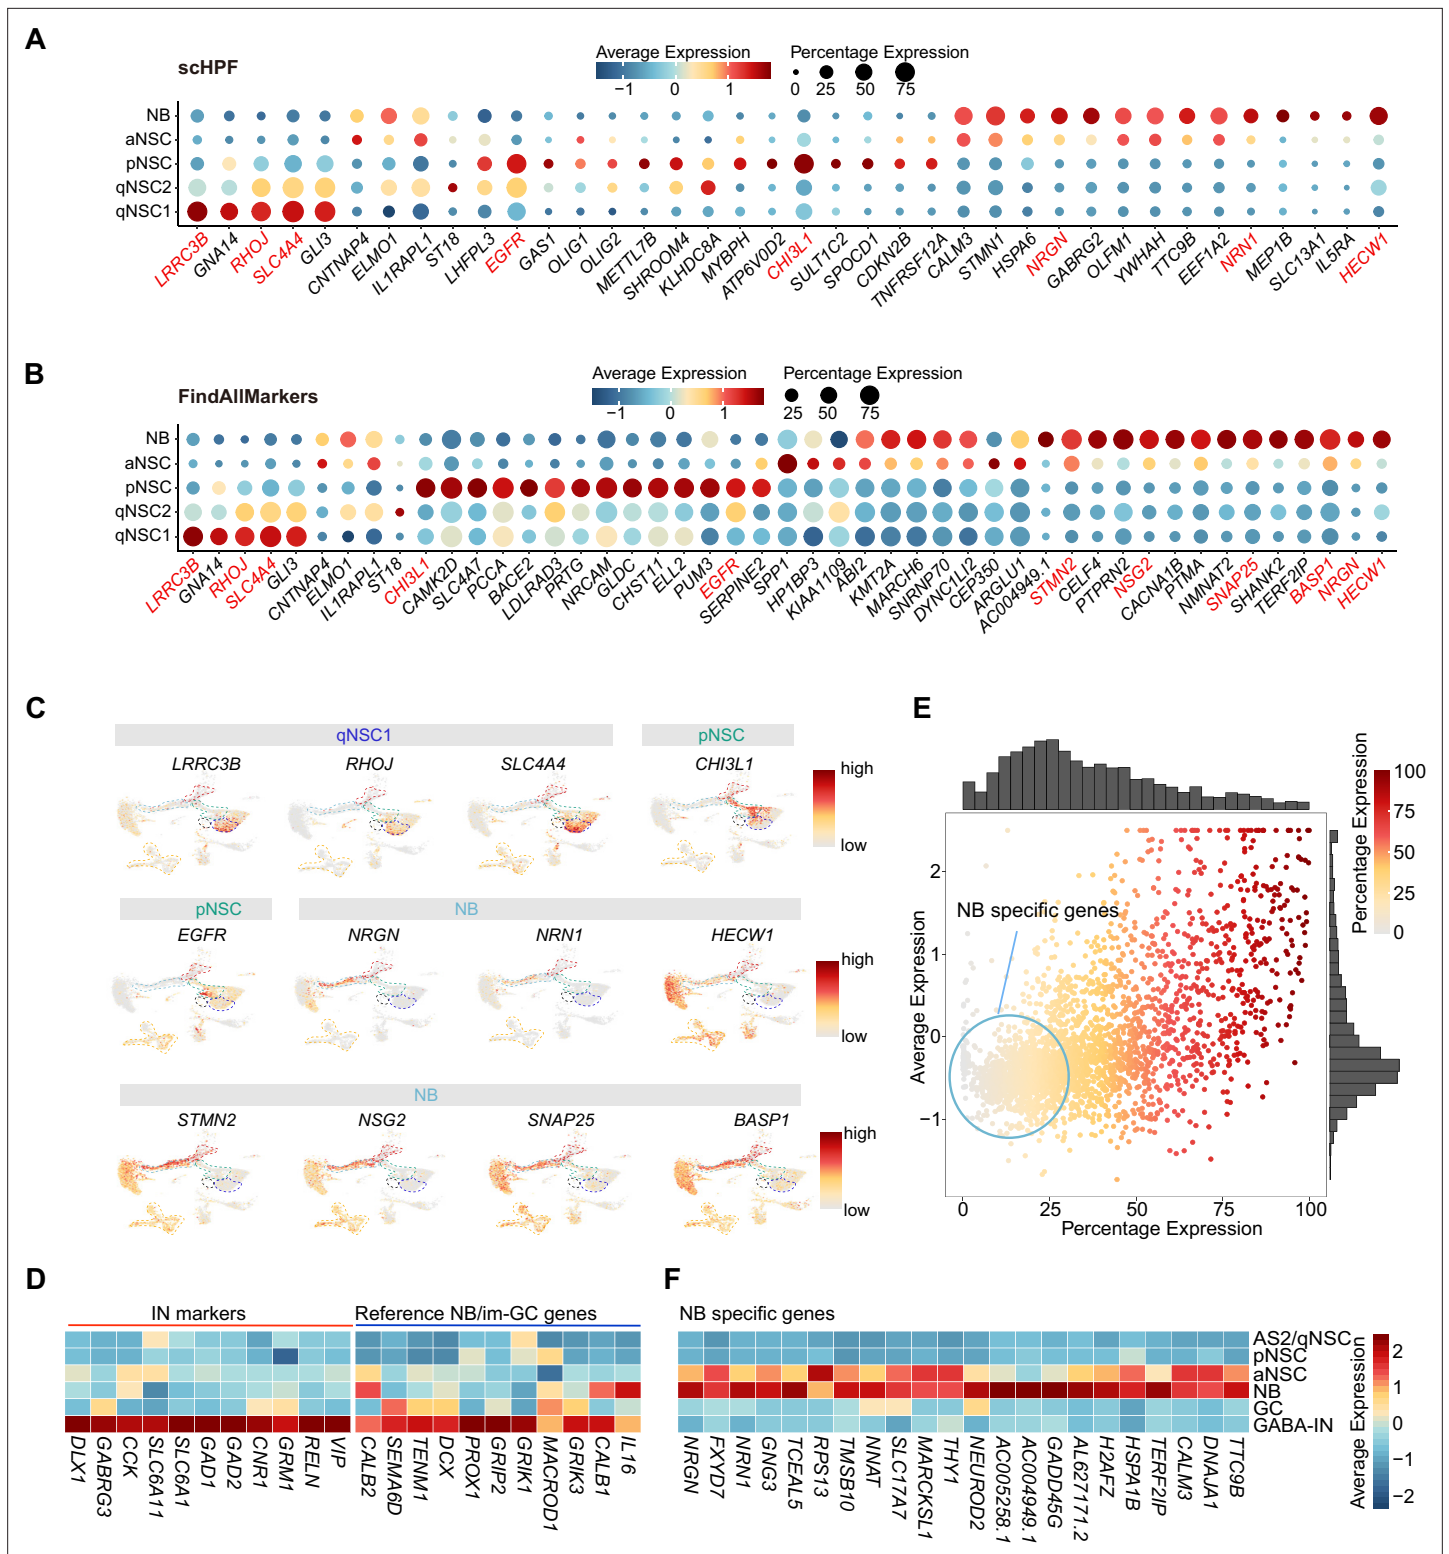 A
scHPF
Average Expression
−1 0 1
Percentage Expression
0 25 50 75
NB
aNSC
pNSC
qNSC2
qNSC1
LRRC3B GNA14 RHOJ SLC4A4 GLI3 CNTNAP4 ELMO1 IL1RAPL1 ST18 LHFPL3 EGFR GAS1 OLIG1 OLIG2 METTL7B SHROOM4 KLHDC8A MYBPH ATP6V0D2 CHI3L1 SULT1C2 SPOCD1 CDKN2B TNFRSF12A CALM3 STMN1 HSPA6 NRGN GABRG2 OLFM1 YWHAH TTC9B EEF1A2 NRN1 MEP1B SLC13A1 IL5RA HECW1
B
FindAllMarkers
Average Expression
−1 0 1
Percentage Expression
25 50 75
NB
aNSC
pNSC
qNSC2
qNSC1
LRRC3B GNA14 RHOJ SLC4A4 GLI3 CNTNAP4 ELMO1 IL1RAPL1 ST18 CHI3L1 CAMK2D SLC4A7 PCCA BACE2 LDLRAD3 PRTG NRCAM GLDC CHST11 ELL2 PUM3 EGFR SERPINE2 SPP1 HP1BP3 KIAA1109 ABI2 KMT2A MARCH6 SNRNP70 DYNC1LI2 CEP350 ARGLU1 AC004949.1 STMN2 CELF4 PTPRN2 NSG2 CACNA1B PTMA NMNAT2 SNAP25 SHANK2 TERF2IP BASP1 NRGN HECW1
C
qNSC1 pNSC
LRRC3B RHOJ SLC4A4 CHI3L1
high
low
pNSC NB
EGFR NRGN NRN1 HECW1
high
low
NB
STMN2 NSG2 SNAP25 BASP1
high
low
E
NB specific genes
Average Expression
2
1
0
−1
0 25 50 75 100
Percentage Expression
Percentage Expression
100
75
50
25
0
D
IN markers Reference NB/im-GC genes
DLX1 GABRG3 CCK SLC6A11 SLC6A1 GAD1 GAD2 CNR1 GRM1 RELN VIP CALB2 SEMA6D TENM1 DCX PROX1 GRIP2 GRIK1 MACROD1 GRIK3 CALB1 IL16
F
NB specific genes
AS2/qNSC
pNSC
aNSC
NB
GC
GABA-IN
NRGN FXYD7 NRN1 GNG3 TCEAL5 RPS13 TMSB10 NNAT SLC17A7 MARCKSL1 THY1 NEUROD2 AC005258.1 AC004949.1 GADD45G AL627171.2 H2AFZ HSPA1B TERF2IP CALM3 DNAJA1 TTC9B
Average Expression
2
1
0
−1
−2